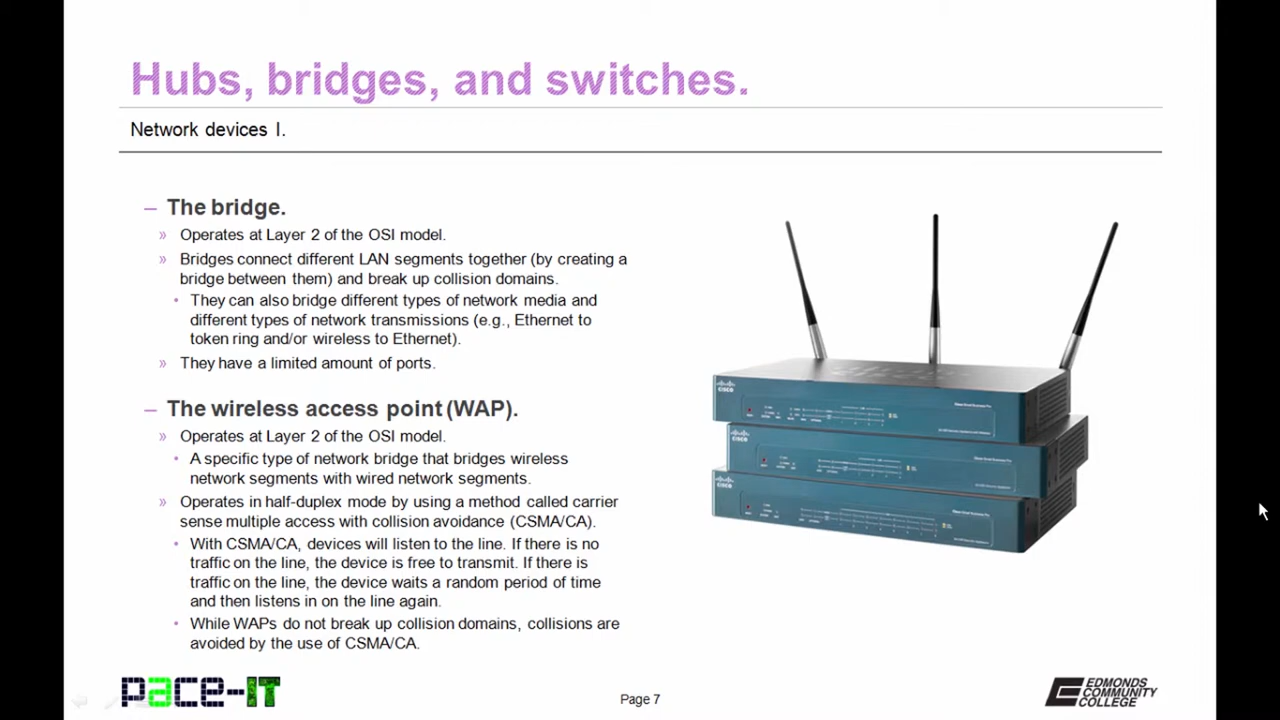 Hubs, bridges, and switches.
Network devices I.
– The bridge.
» Operates at Layer 2 of the OSI model.
» Bridges connect different LAN segments together (by creating a
bridge between them) and break up collision domains.
• They can also bridge different types of network media and
different types of network transmissions (e.g., Ethernet to
token ring and/or wireless to Ethernet).
» They have a limited amount of ports.
– The wireless access point (WAP).
» Operates at Layer 2 of the OSI model.
• A specific type of network bridge that bridges wireless
network segments with wired network segments.
» Operates in half-duplex mode by using a method called carrier
sense multiple access with collision avoidance (CSMA/CA).
• With CSMA/CA, devices will listen to the line. If there is no
traffic on the line, the device is free to transmit. If there is
traffic on the line, the device waits a random period of time
and then listens in on the line again.
• While WAPs do not break up collision domains, collisions are
avoided by the use of CSMA/CA.
CISCO
CISCO
CISCO
pace-IT
Page 7
EDMONDS
COMMUNITY
COLLEGE